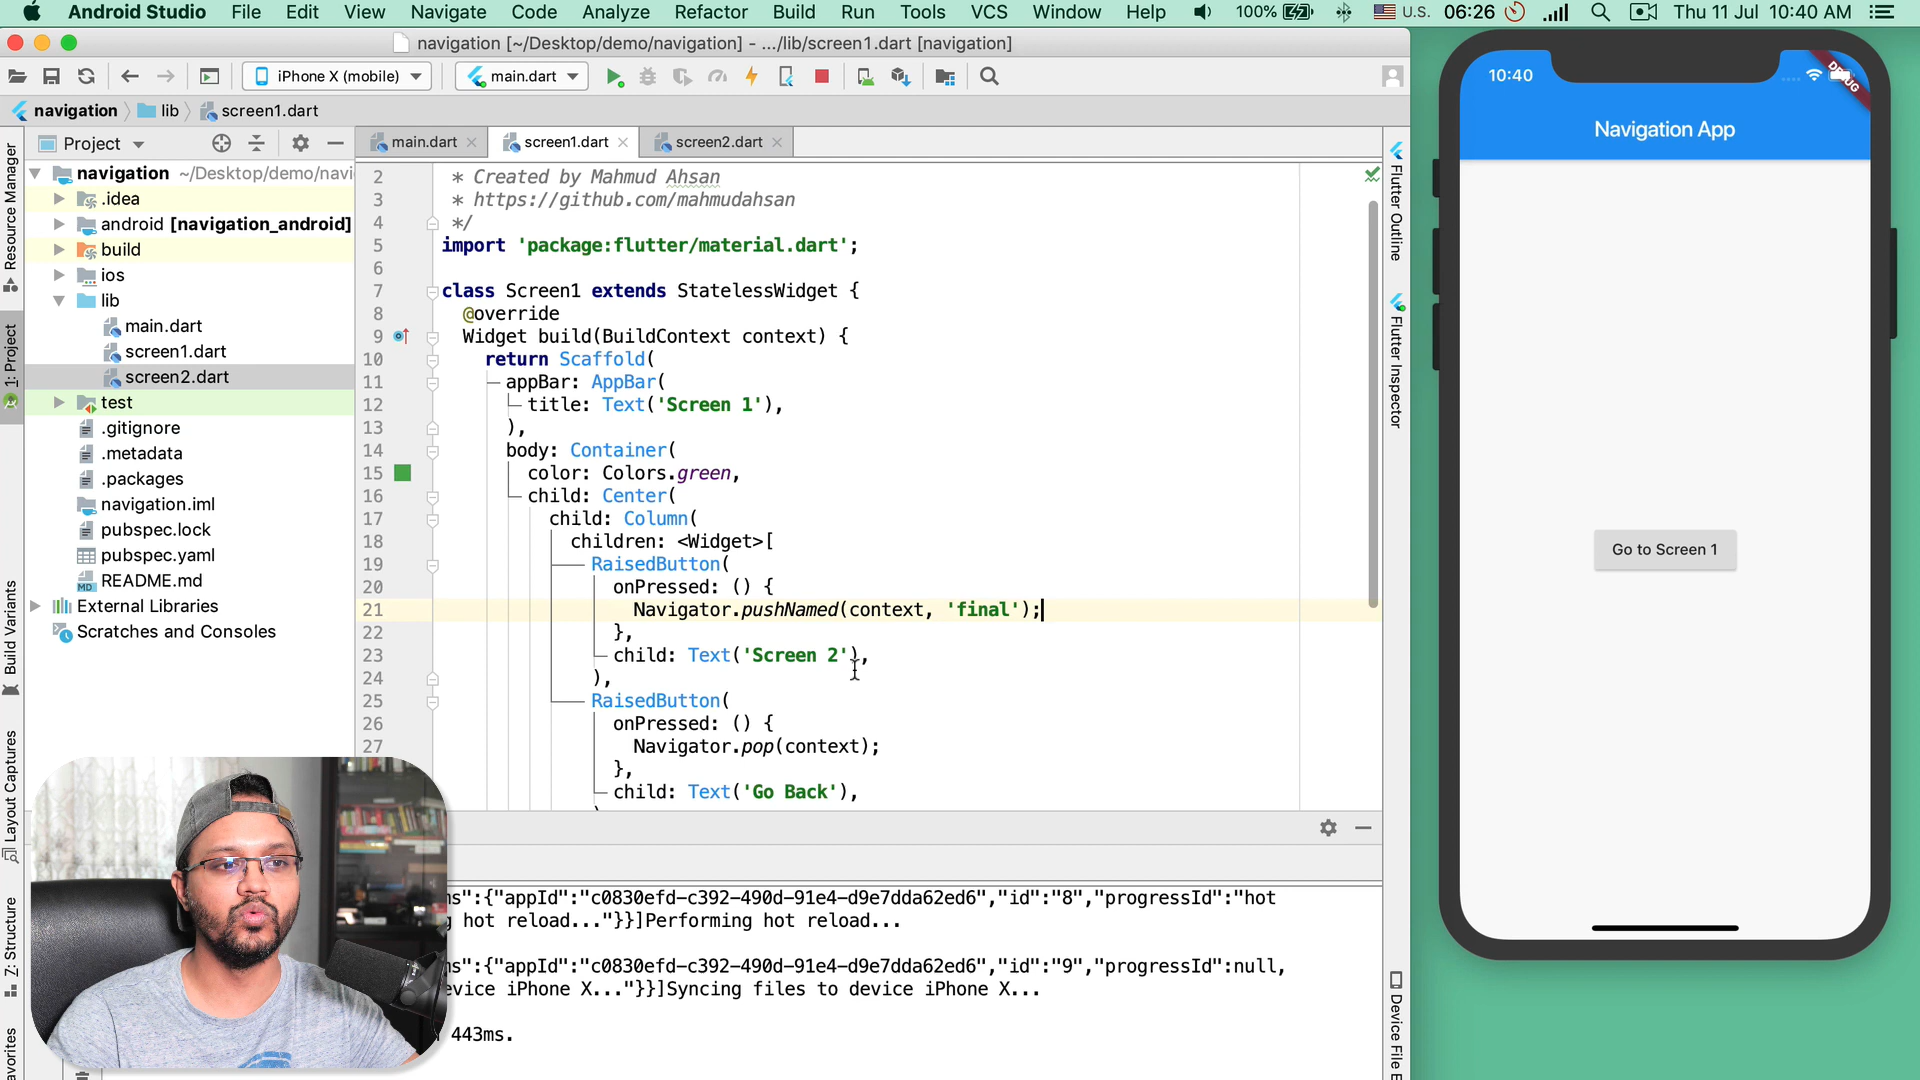 Android Studio File Edit View Navigate Code Analyze Refactor Build Run Tools VCS Window Help 100% U.S. 06:26 Thu 11 Jul 10:40 AM
navigation [~/Desktop/demo/navigation] - .../lib/screen1.dart [navigation]
iPhone X (mobile) main.dart
navigation lib screen1.dart
Project
main.dart screen1.dart screen2.dart
navigation ~/Desktop/demo/navi
.idea
android [navigation_android]
build
ios
lib
main.dart
screen1.dart
screen2.dart
test
.gitignore
.metadata
.packages
navigation.iml
pubspec.lock
pubspec.yaml
README.md
External Libraries
Scratches and Consoles
Resource Manager
1: Project
Build Variants
Layout Captures
7: Structure
avorites
2 * Created by Mahmud Ahsan
3 * https://github.com/mahmudahsan
4 */
5 import 'package:flutter/material.dart';
6
7 class Screen1 extends StatelessWidget {
8 @override
9 Widget build(BuildContext context) {
10 return Scaffold(
11 appBar: AppBar(
12 title: Text('Screen 1'),
13 ),
14 body: Container(
15 color: Colors.green,
16 child: Center(
17 child: Column(
18 children: <Widget>[
19 RaisedButton(
20 onPressed: () {
21 Navigator.pushNamed(context, 'final');
22 },
23 child: Text('Screen 2'),
24 ),
25 RaisedButton(
26 onPressed: () {
27 Navigator.pop(context);
},
child: Text('Go Back'),
ms":{"appId":"c0830efd-c392-490d-91e4-d9e7dda62ed6","id":"8","progressId":"hot
g hot reload..."}}]Performing hot reload...
ms":{"appId":"c0830efd-c392-490d-91e4-d9e7dda62ed6","id":"9","progressId":null,
evice iPhone X..."}}]Syncing files to device iPhone X...
443ms.
Flutter Outline
Flutter Inspector
Device File E
10:40
DEBUG
Navigation App
Go to Screen 1